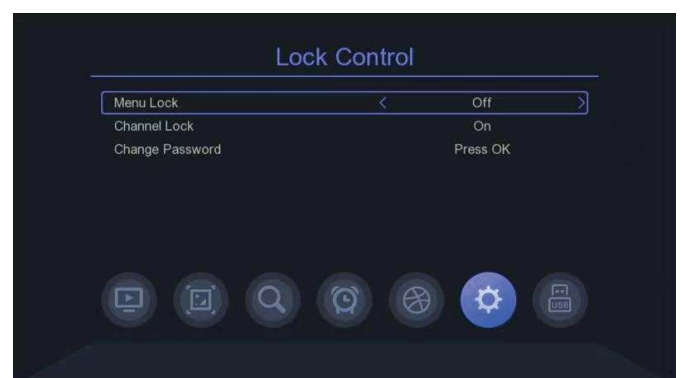 Lock Control
Menu Lock < Off >
Channel Lock On
Change Password Press OK
USB